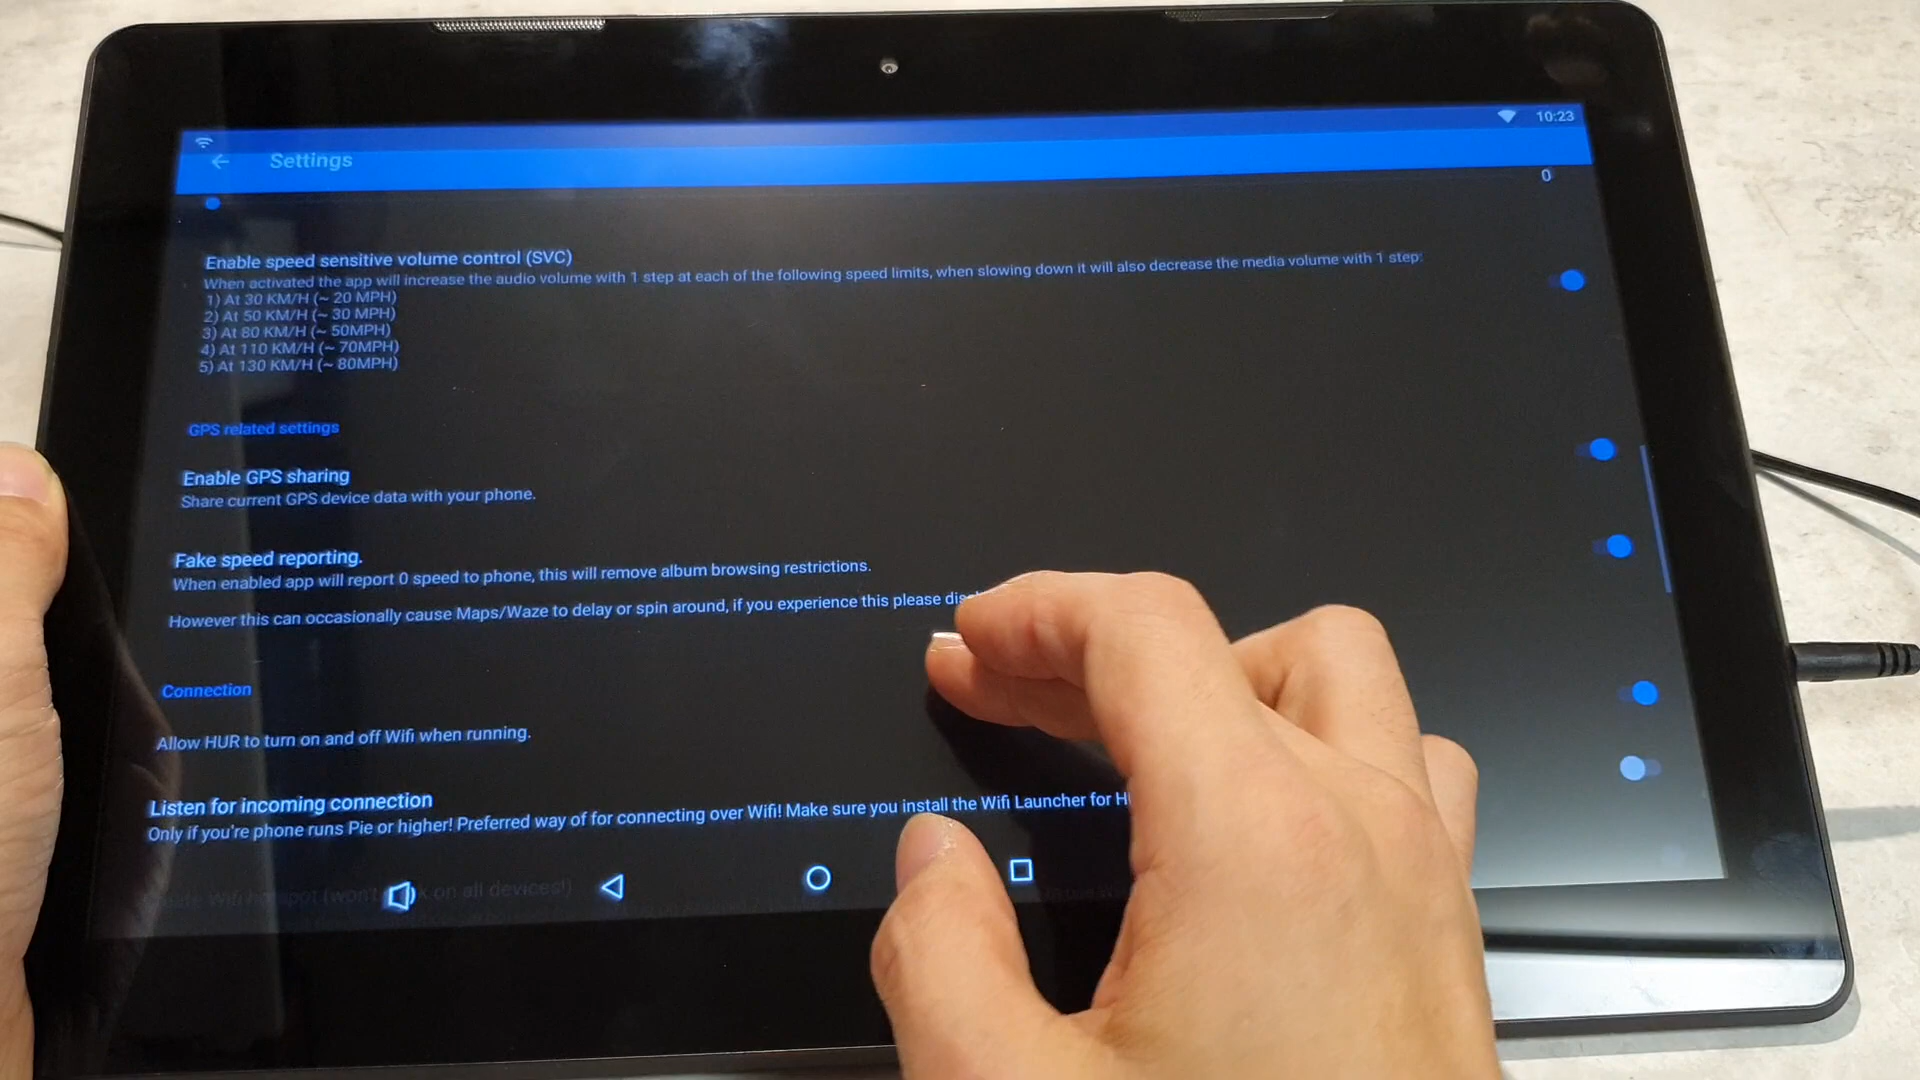 10:23
Settings
0
Enable speed sensitive volume control (SVC)
When activated the app will increase the audio volume with 1 step at each of the following speed limits, when slowing down it will also decrease the media volume with 1 step:
1) At 30 KM/H (~ 20 MPH)
2) At 50 KM/H (~ 30 MPH)
3) At 80 KM/H (~ 50MPH)
4) At 110 KM/H (~ 70MPH)
5) At 130 KM/H (~ 80MPH)
GPS related settings
Enable GPS sharing
Share current GPS device data with your phone.
Fake speed reporting.
When enabled app will report 0 speed to phone, this will remove album browsing restrictions.
However this can occasionally cause Maps/Waze to delay or spin around, if you experience this please
Connection
Allow HUR to turn on and off Wifi when running.
Listen for incoming connection
Only if you're phone runs Pie or higher! Preferred way of for connecting over Wifi! Make sure you install the Wifi Launcher for
Wifi hotspot (won't on all devices!)